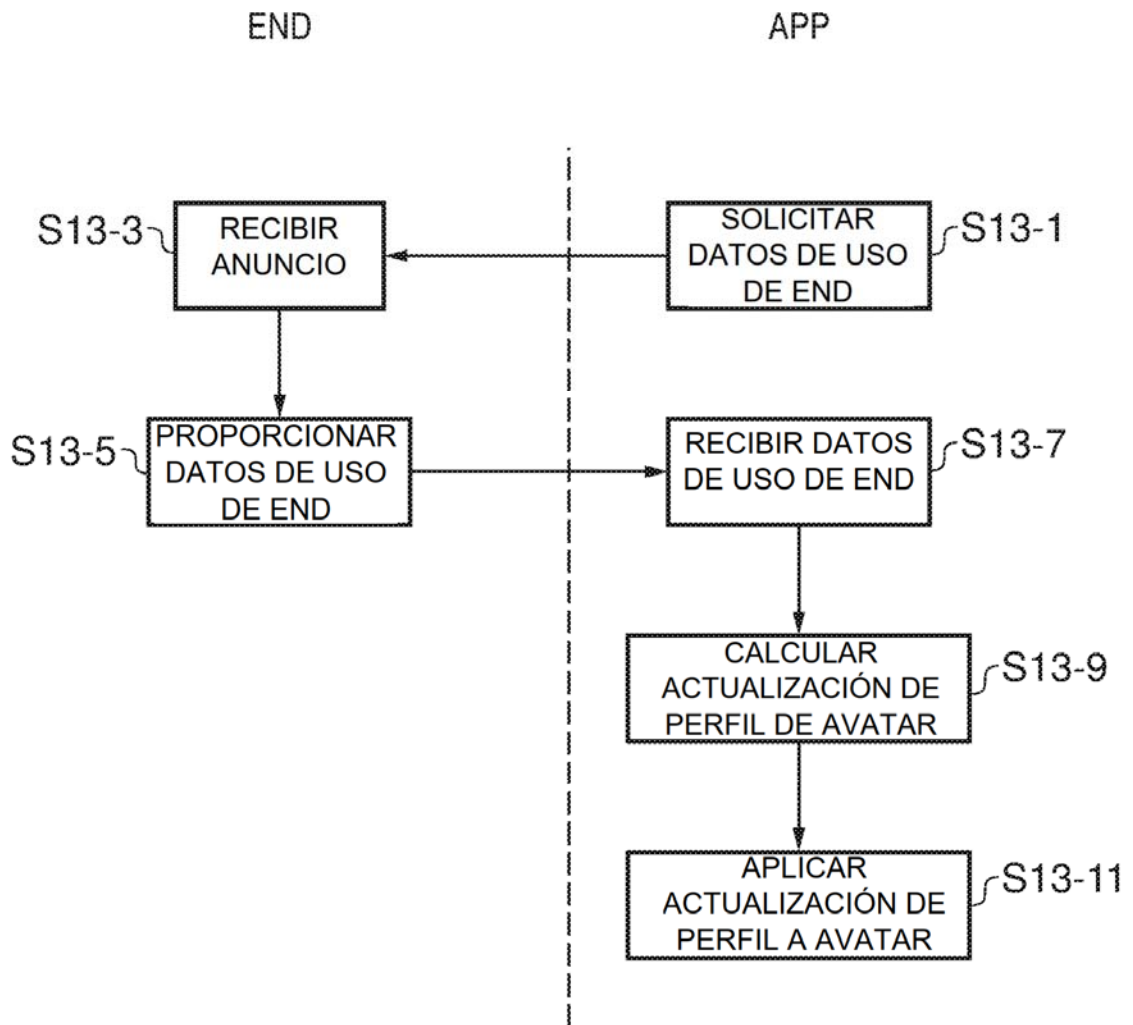 END
APP
S13-3
RECIBIR
ANUNCIO
SOLICITAR
DATOS DE USO
DE END
S13-1
S13-5
PROPORCIONAR
DATOS DE USO
DE END
RECIBIR DATOS
DE USO DE END
S13-7
CALCULAR
ACTUALIZACIÓN DE
PERFIL DE AVATAR
S13-9
APLICAR
ACTUALIZACIÓN DE
PERFIL A AVATAR
S13-11